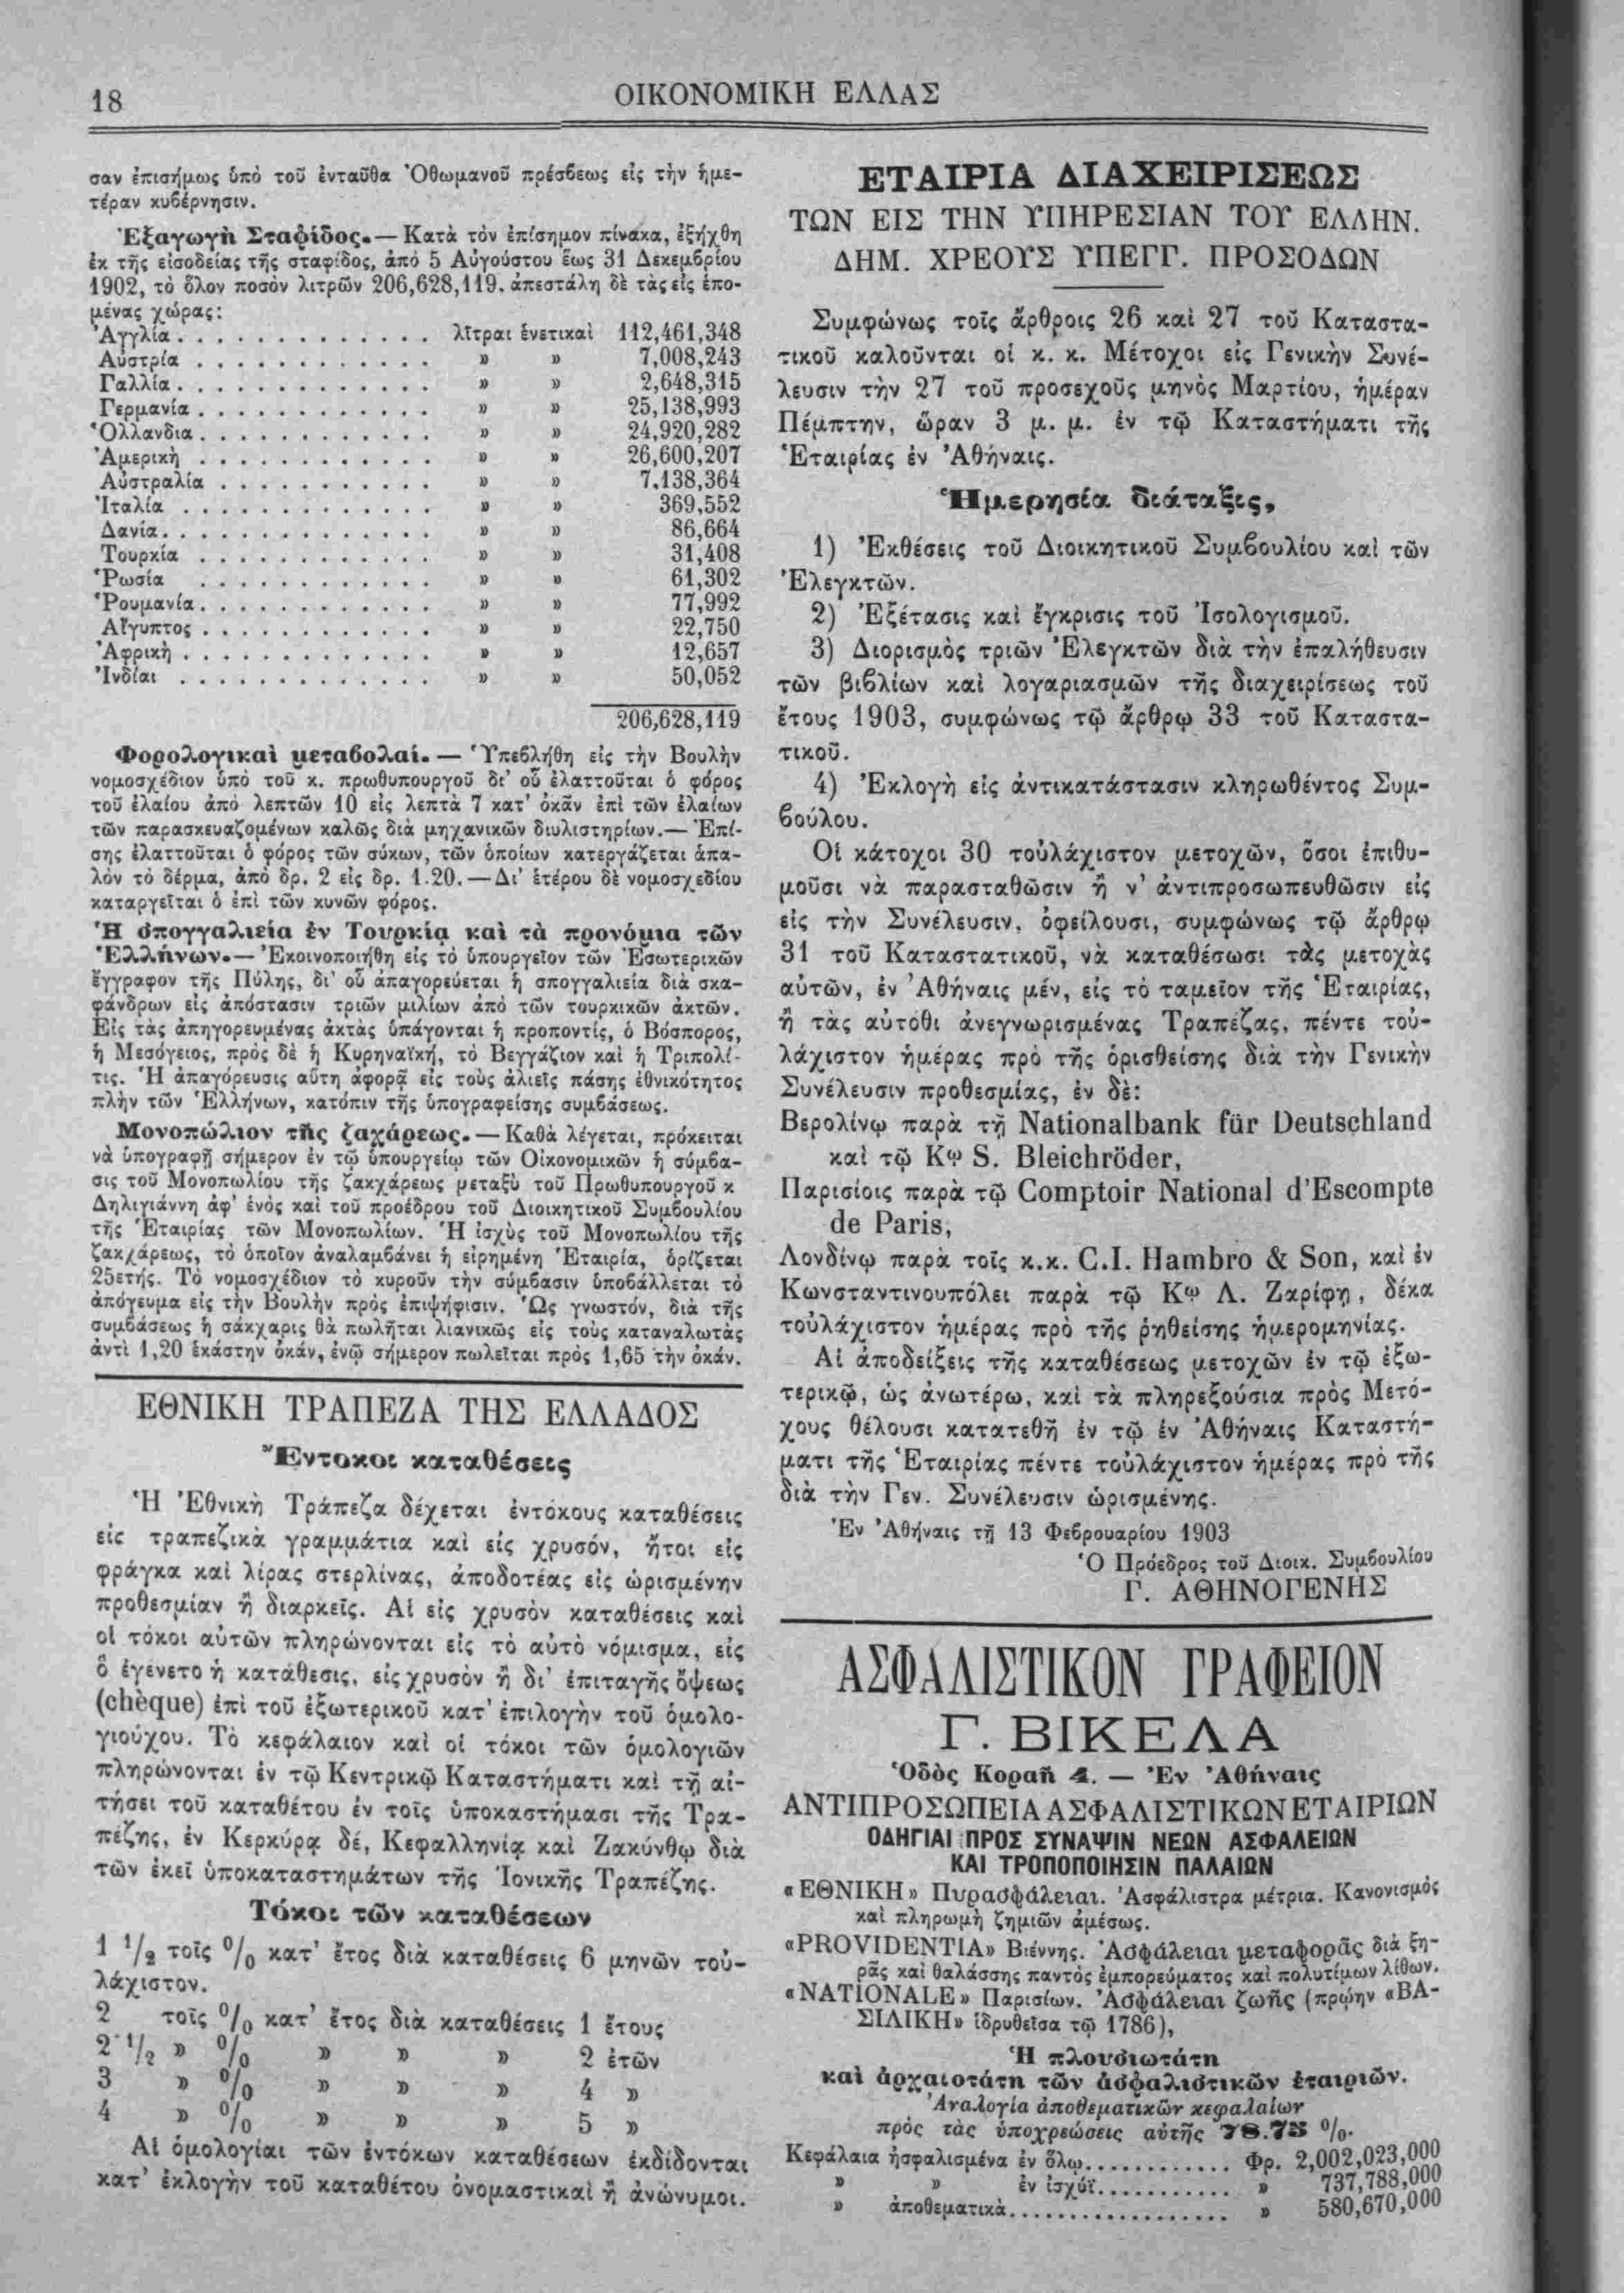 18
ΟΙΚΟΝΟΜΙΚΗ ΕΛΛΑΣ
σαν ἐπισήμως ὑπὸ τοῦ ἐνταῦθα Ὀθωμανοῦ πρέσβεως εἰς τὴν ἡμε-
τέραν κυβέρνησιν.
Ἐξαγωγὴ Σταφίδος.— Κατὰ τὸν ἐπίσημον πίνακα, ἐξήχθη
ἐκ τῆς εἰσοδείας τῆς σταφίδος, ἀπὸ 5 Αὐγούστου ἕως 31 Δεκεμβρίου
1902, τὸ ὅλον ποσὸν λιτρῶν 206,628,119. ἀπεστάλη δὲ τὰς εἰς ἑπο-
μένας χώρας:
Ἀγγλία . . . . . . . . . . . . . λῖτραι ἑνετικαὶ 112,461,348
Αὐστρία . . . . . . . . . . . . » » 7,008,243
Γαλλία . . . . . . . . . . . . . » » 2,648,315
Γερμανία . . . . . . . . . . . . » » 25,138,993
Ὁλλανδια . . . . . . . . . . . . » » 24,920,282
Ἀμερικὴ . . . . . . . . . . . . » » 26,600,207
Αὐστραλία . . . . . . . . . . . » » 7,138,364
Ἰταλία . . . . . . . . . . . . . » » 369,552
Δανία . . . . . . . . . . . . . . » » 86,664
Τουρκία . . . . . . . . . . . . » » 31,408
Ῥωσία . . . . . . . . . . . . » » 61,302
Ῥουμανία . . . . . . . . . . . . » » 77,992
Αἴγυπτος . . . . . . . . . . . . » » 22,750
Ἀφρικὴ . . . . . . . . . . . . . » » 12,657
Ἰνδίαι . . . . . . . . . . . . . » » 50,052
206,628,119
Φορολογικαὶ μεταβολαί. — Ὑπεβλήθη εἰς τὴν Βουλὴν
νομοσχέδιον ὑπὸ τοῦ κ. πρωθυπουργοῦ δι' οὗ ἐλαττοῦται ὁ φόρος
τοῦ ἐλαίου ἀπὸ λεπτῶν 10 εἰς λεπτὰ 7 κατ' ὀκᾶν ἐπὶ τῶν ἐλαίων
τῶν παρασκευαζομένων καλῶς διὰ μηχανικῶν διυλιστηρίων.— Ἐπί-
σης ἐλαττοῦται ὁ φόρος τῶν σύκων, τῶν ὁποίων κατεργάζεται ἁπα-
λὸν τὸ δέρμα, ἀπὸ δρ. 2 εἰς δρ. 1.20. — Δι' ἑτέρου δὲ νομοσχεδίου
καταργεῖται ὁ ἐπὶ τῶν κυνῶν φόρος.
Ἡ σπογγαλιεία ἐν Τουρκίᾳ καὶ τὰ προνόμια τῶν
Ἑλλήνων.— Ἐκοινοποιήθη εἰς τὸ ὑπουργεῖον τῶν Ἐσωτερικῶν
ἔγγραφον τῆς Πύλης, δι' οὗ ἀπαγορεύεται ἡ σπογγαλιεία διὰ σκα-
φάνδρων εἰς ἀπόστασιν τριῶν μιλίων ἀπὸ τῶν τουρκικῶν ἀκτῶν.
Εἰς τὰς ἀπηγορευμένας ἀκτὰς ὑπάγονται ἡ προποντίς, ὁ Βόσπορος,
ἡ Μεσόγειος, πρὸς δὲ ἡ Κυρηναϊκή, τὸ Βεγγάζιον καὶ ἡ Τριπολῖ-
τις. Ἡ ἀπαγόρευσις αὕτη ἀφορᾷ εἰς τοὺς ἁλιεῖς πάσης ἐθνικότητος
πλὴν τῶν Ἑλλήνων, κατόπιν τῆς ὑπογραφείσης συμβάσεως.
Μονοπώλιον τῆς ζαχάρεως. — Καθὰ λέγεται, πρόκειται
νὰ ὑπογραφῇ σήμερον ἐν τῷ ὑπουργείῳ τῶν Οἰκονομικῶν ἡ σύμβα-
σις τοῦ Μονοπωλίου τῆς ζακχάρεως μεταξὺ τοῦ Πρωθυπουργοῦ κ
Δηλιγιάννη ἀφ' ἑνὸς καὶ τοῦ προέδρου τοῦ Διοικητικοῦ Συμβουλίου
τῆς Ἑταιρίας τῶν Μονοπωλίων. Ἡ ἰσχὺς τοῦ Μονοπωλίου τῆς
ζακχάρεως, τὸ ὁποῖον ἀναλαμβάνει ἡ εἰρημένη Ἑταιρία, ὁρίζεται
25ετής. Τὸ νομοσχέδιον τὸ κυροῦν τὴν σύμβασιν ὑποβάλλεται τὸ
ἀπόγευμα εἰς τὴν Βουλὴν πρὸς ἐπιψήφισιν. Ὡς γνωστόν, διὰ τῆς
συμβάσεως ἡ σάκχαρις θὰ πωλῆται λιανικῶς εἰς τοὺς καταναλωτὰς
ἀντὶ 1,20 ἑκάστην ὀκάν, ἐνῷ σήμερον πωλεῖται πρὸς 1,65 τὴν ὀκάν.
ΕΘΝΙΚΗ ΤΡΑΠΕΖΑ ΤΗΣ ΕΛΛΑΔΟΣ
Ἔντοκοι καταθέσεις
Ἡ Ἐθνικὴ Τράπεζα δέχεται ἐντόκους καταθέσεις
εἰς τραπεζικὰ γραμμάτια καὶ εἰς χρυσόν, ἤτοι εἰς
φράγκα καὶ λίρας στερλίνας, ἀποδοτέας εἰς ὡρισμένην
προθεσμίαν ἢ διαρκεῖς. Αἱ εἰς χρυσὸν καταθέσεις καὶ
οἱ τόκοι αὐτῶν πληρώνονται εἰς τὸ αὐτὸ νόμισμα, εἰς
ὃ ἐγένετο ἡ κατάθεσις, εἰς χρυσὸν ἢ δι' ἐπιταγῆς ὄψεως
(chèque) ἐπὶ τοῦ ἐξωτερικοῦ κατ' ἐπιλογὴν τοῦ ὁμολο-
γιούχου. Τὸ κεφάλαιον καὶ οἱ τόκοι τῶν ὁμολογιῶν
πληρώνονται ἐν τῷ Κεντρικῷ Καταστήματι καὶ τῇ αἰ-
τήσει τοῦ καταθέτου ἐν τοῖς ὑποκαστήμασι τῆς Τρα-
πέζης, ἐν Κερκύρᾳ δέ, Κεφαλληνίᾳ καὶ Ζακύνθῳ διὰ
τῶν ἐκεῖ ὑποκαταστημάτων τῆς Ἰονικῆς Τραπέζης.
Τόκοι τῶν καταθέσεων
1 1/2 τοῖς 0/0 κατ' ἔτος διὰ καταθέσεις 6 μηνῶν τοὐ-
λάχιστον.
2 τοῖς 0/0 κατ' ἔτος διὰ καταθέσεις 1 ἔτους
2 1/2 » 0/0 » » » 2 ἐτῶν
3 » 0/0 » » » 4 »
4 » 0/0 » » » 5 »
Αἱ ὁμολογίαι τῶν ἐντόκων καταθέσεων ἐκδίδονται
κατ' ἐκλογὴν τοῦ καταθέτου ὀνομαστικαὶ ἢ ἀνώνυμοι.
ΕΤΑΙΡΙΑ ΔΙΑΧΕΙΡΙΣΕΩΣ
ΤΩΝ ΕΙΣ ΤΗΝ ΥΠΗΡΕΣΙΑΝ ΤΟΥ ΕΛΛΗΝ.
ΔΗΜ. ΧΡΕΟΥΣ ΥΠΕΓΓ. ΠΡΟΣΟΔΩΝ
Συμφώνως τοῖς ἄρθροις 26 καὶ 27 τοῦ Καταστα-
τικοῦ καλοῦνται οἱ κ. κ. Μέτοχοι εἰς Γενικὴν Συνέ-
λευσιν τὴν 27 τοῦ προσεχοῦς μηνὸς Μαρτίου, ἡμέραν
Πέμπτην, ὥραν 3 μ. μ. ἐν τῷ Καταστήματι τῆς
Ἑταιρίας ἐν Ἀθήναις.
Ἡμερησία διάταξις,
1) Ἐκθέσεις τοῦ Διοικητικοῦ Συμβουλίου καὶ τῶν
Ἐλεγκτῶν.
2) Ἐξέτασις καὶ ἔγκρισις τοῦ Ἰσολογισμοῦ.
3) Διορισμὸς τριῶν Ἐλεγκτῶν διὰ τὴν ἐπαλήθευσιν
τῶν βιβλίων καὶ λογαριασμῶν τῆς διαχειρίσεως τοῦ
ἔτους 1903, συμφώνως τῷ ἄρθρῳ 33 τοῦ Καταστα-
τικοῦ.
4) Ἐκλογὴ εἰς ἀντικατάστασιν κληρωθέντος Συμ-
βούλου.
Οἱ κάτοχοι 30 τοὐλάχιστον μετοχῶν, ὅσοι ἐπιθυ-
μοῦσι νὰ παρασταθῶσιν ἢ ν' ἀντιπροσωπευθῶσιν εἰς
εἰς τὴν Συνέλευσιν, ὀφείλουσι, συμφώνως τῷ ἄρθρῳ
31 τοῦ Καταστατικοῦ, νὰ καταθέσωσι τὰς μετοχὰς
αὐτῶν, ἐν Ἀθήναις μέν, εἰς τὸ ταμεῖον τῆς Ἑταιρίας,
ἢ τὰς αὐτόθι ἀνεγνωρισμένας Τραπέζας, πέντε τοὐ-
λάχιστον ἡμέρας πρὸ τῆς ὁρισθείσης διὰ τὴν Γενικὴν
Συνέλευσιν προθεσμίας, ἐν δὲ:
Βερολίνῳ παρὰ τῇ Nationalbank für Deutschland
καὶ τῷ Κῳ S. Bleichröder,
Παρισίοις παρὰ τῷ Comptoir National d'Escompte
de Paris,
Λονδίνῳ παρὰ τοῖς κ.κ. C.I. Hambro & Son, καὶ ἐν
Κωνσταντινουπόλει παρὰ τῷ Κῳ Λ. Ζαρίφῃ, δέκα
τοὐλάχιστον ἡμέρας πρὸ τῆς ῥηθείσης ἡμερομηνίας.
Αἱ ἀποδείξεις τῆς καταθέσεως μετοχῶν ἐν τῷ ἐξω-
τερικῷ, ὡς ἀνωτέρω, καὶ τὰ πληρεξούσια πρὸς Μετό-
χους θέλουσι κατατεθῆ ἐν τῷ ἐν Ἀθήναις Καταστή-
ματι τῆς Ἑταιρίας πέντε τοὐλάχιστον ἡμέρας πρὸ τῆς
διὰ τὴν Γεν. Συνέλευσιν ὡρισμένης.
Ἐν Ἀθήναις τῇ 13 Φεβρουαρίου 1903
Ὁ Πρόεδρος τοῦ Διοικ. Συμβουλίου
Γ. ΑΘΗΝΟΓΕΝΗΣ
ΑΣΦΑΛΙΣΤΙΚΟΝ ΓΡΑΦΕΙΟΝ
Γ. ΒΙΚΕΛΑ
Ὁδὸς Κοραῆ 4. — Ἐν Ἀθήναις
ΑΝΤΙΠΡΟΣΩΠΕΙΑ ΑΣΦΑΛΙΣΤΙΚΩΝ ΕΤΑΙΡΙΩΝ
ΟΔΗΓΙΑΙ ΠΡΟΣ ΣΥΝΑΨΙΝ ΝΕΩΝ ΑΣΦΑΛΕΙΩΝ
ΚΑΙ ΤΡΟΠΟΠΟΙΗΣΙΝ ΠΑΛΑΙΩΝ
«ΕΘΝΙΚΗ» Πυρασφάλειαι. Ἀσφάλιστρα μέτρια. Κανονισμὸς
καὶ πληρωμὴ ζημιῶν ἀμέσως.
«PROVIDENTIA» Βιέννης. Ἀσφάλειαι μεταφορᾶς διὰ ξη-
ρᾶς καὶ θαλάσσης παντὸς ἐμπορεύματος καὶ πολυτίμων λίθων.
«NATIONALE» Παρισίων. Ἀσφάλειαι ζωῆς (πρῴην «ΒΑ-
ΣΙΛΙΚΗ» ἱδρυθεῖσα τῷ 1786),
Ἡ πλουσιωτάτη
καὶ ἀρχαιοτάτη τῶν ἀσφαλιστικῶν ἑταιριῶν.
Ἀναλογία ἀποθεματικῶν κεφαλαίων
πρὸς τὰς ὑποχρεώσεις αὐτῆς 78.75 0/0.
Κεφάλαια ἠσφαλισμένα ἐν ὅλῳ............ Φρ. 2,002,023,000
» » ἐν ἰσχύϊ........... » 737,788,000
» ἀποθεματικὰ.................. » 580,670,000